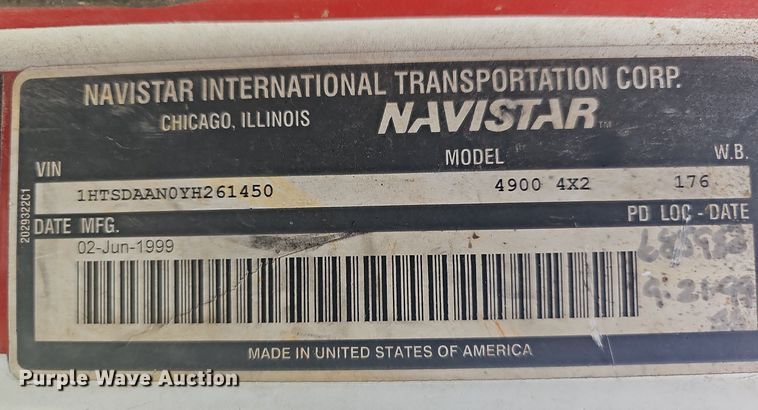 NAVISTAR INTERNATIONAL TRANSPORTATION CORP.
CHICAGO, ILLINOIS NAVISTAR™
VIN MODEL W.B.
1HTSDAAN0YH261450 4900 4X2 176
DATE MFG. PD LOC - DATE
02-Jun-1999
2029322C1
MADE IN UNITED STATES OF AMERICA
Purple Wave Auction